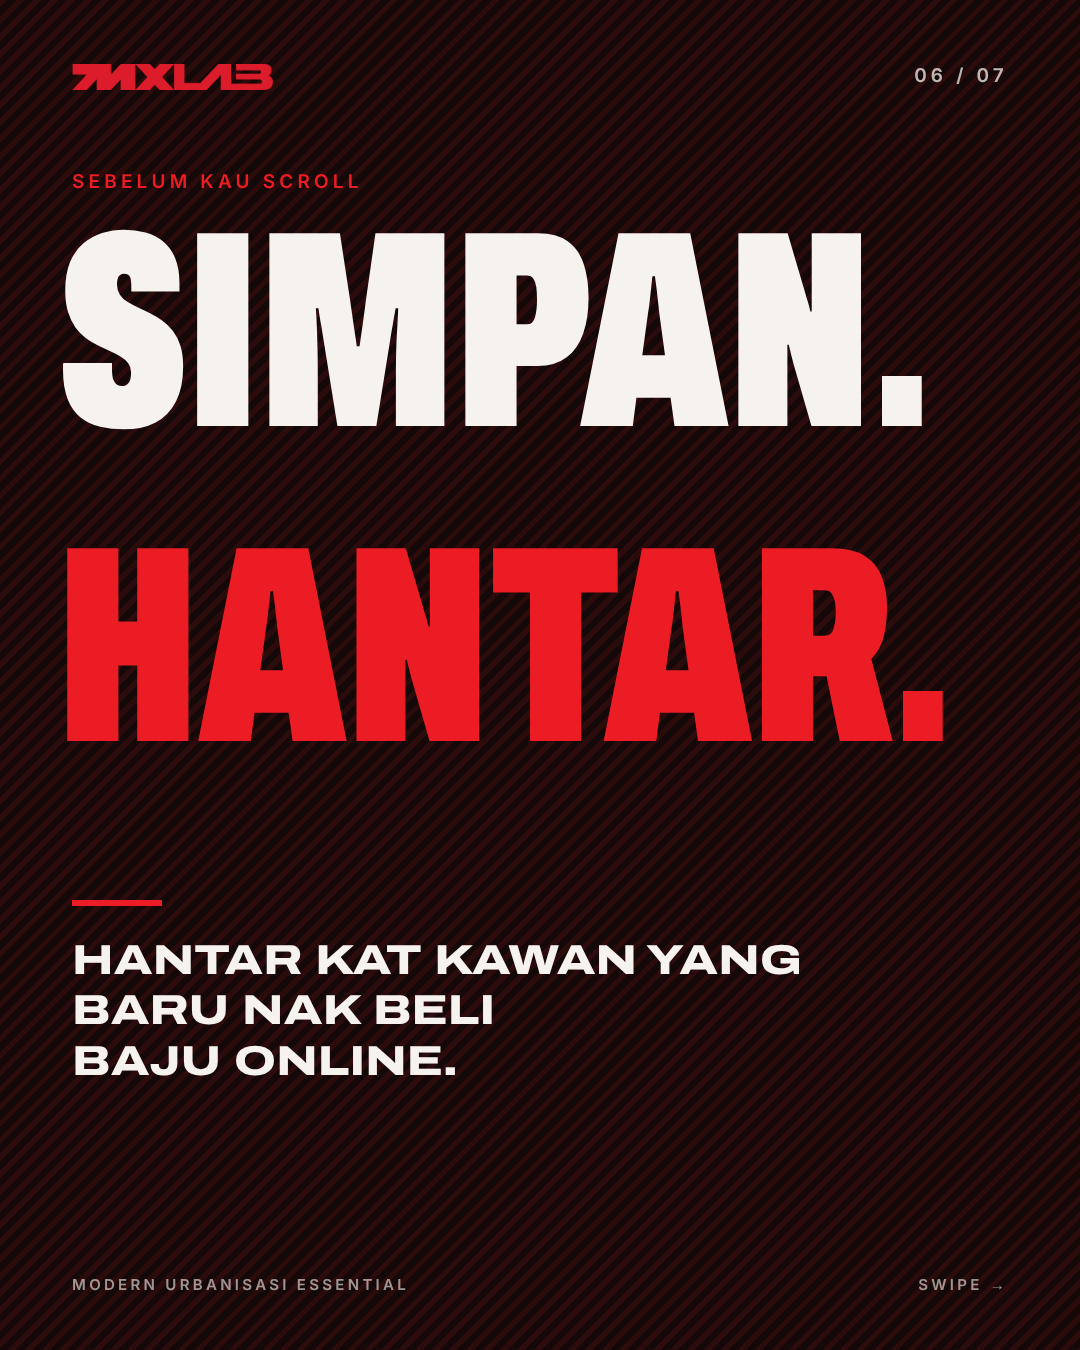 MXLAB
06 / 07
SEBELUM KAU SCROLL
SIMPAN.
HANTAR.
HANTAR KAT KAWAN YANG
BARU NAK BELI
BAJU ONLINE.
MODERN URBANISASI ESSENTIAL
SWIPE →